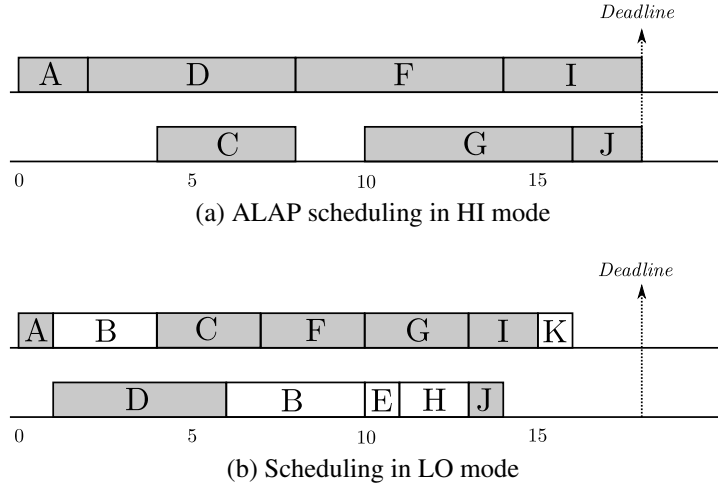 Deadline
A D F I
C G J
0 5 10 15
(a) ALAP scheduling in HI mode
Deadline
A B C F G I K
D B E H J
0 5 10 15
(b) Scheduling in LO mode